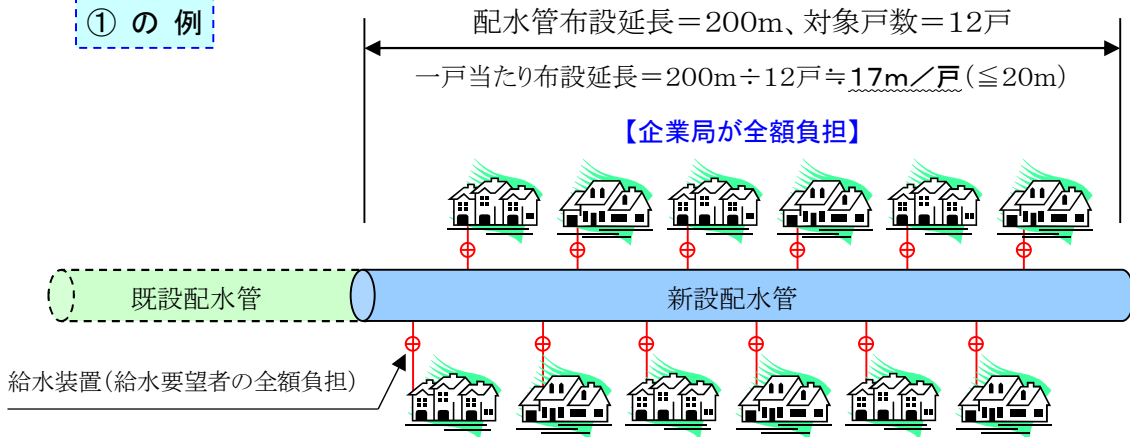 ① の 例
配水管布設延長＝200m、対象戸数＝12戸
一戸当たり布設延長＝200m÷12戸≒17m／戸(≦20m)
【企業局が全額負担】
既設配水管
新設配水管
給水装置(給水要望者の全額負担)